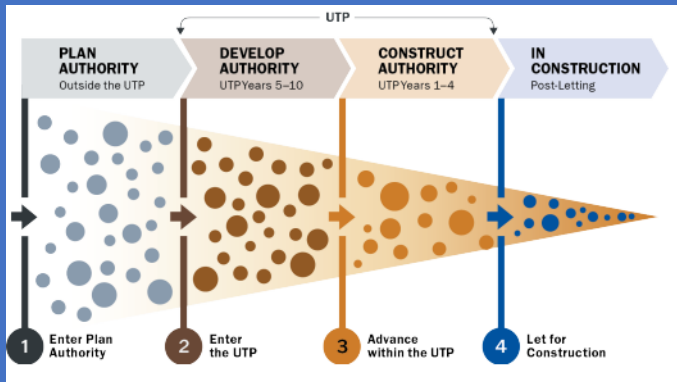 UTP
PLAN
AUTHORITY
Outside the UTP
DEVELOP
AUTHORITY
UTP Years 5–10
CONSTRUCT
AUTHORITY
UTP Years 1–4
IN
CONSTRUCTION
Post-Letting
1
Enter Plan
Authority
2
Enter
the UTP
3
Advance
within the UTP
4
Let for
Construction